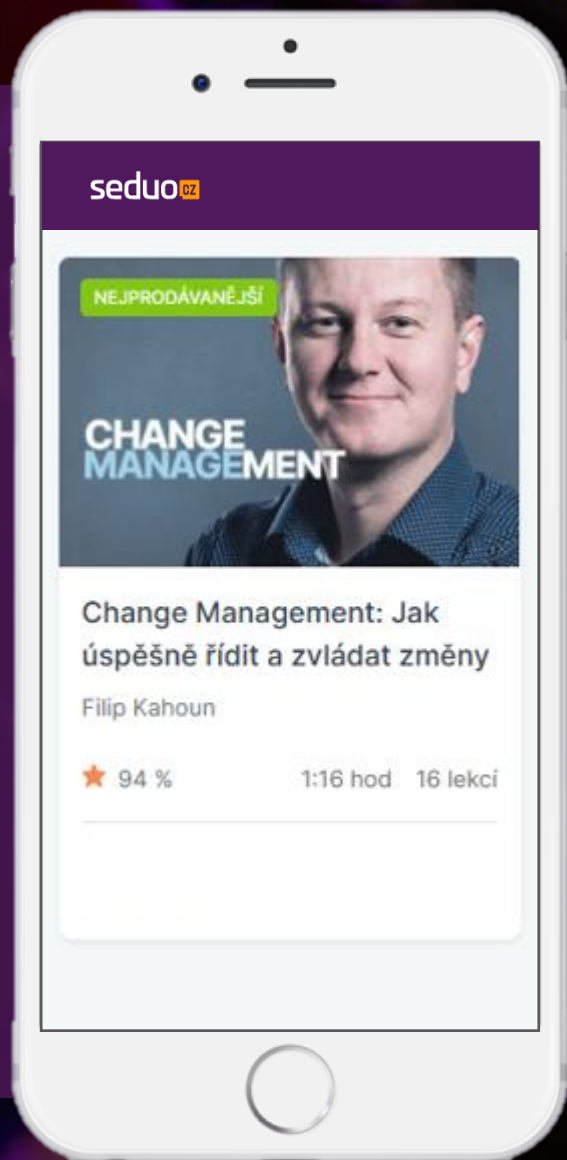 seduo CZ
NEJPRODÁVANĚJŠÍ
CHANGE
MANAGEMENT
Change Management: Jak
úspěšně řídit a zvládat změny
Filip Kahoun
94 % 1:16 hod 16 lekcí